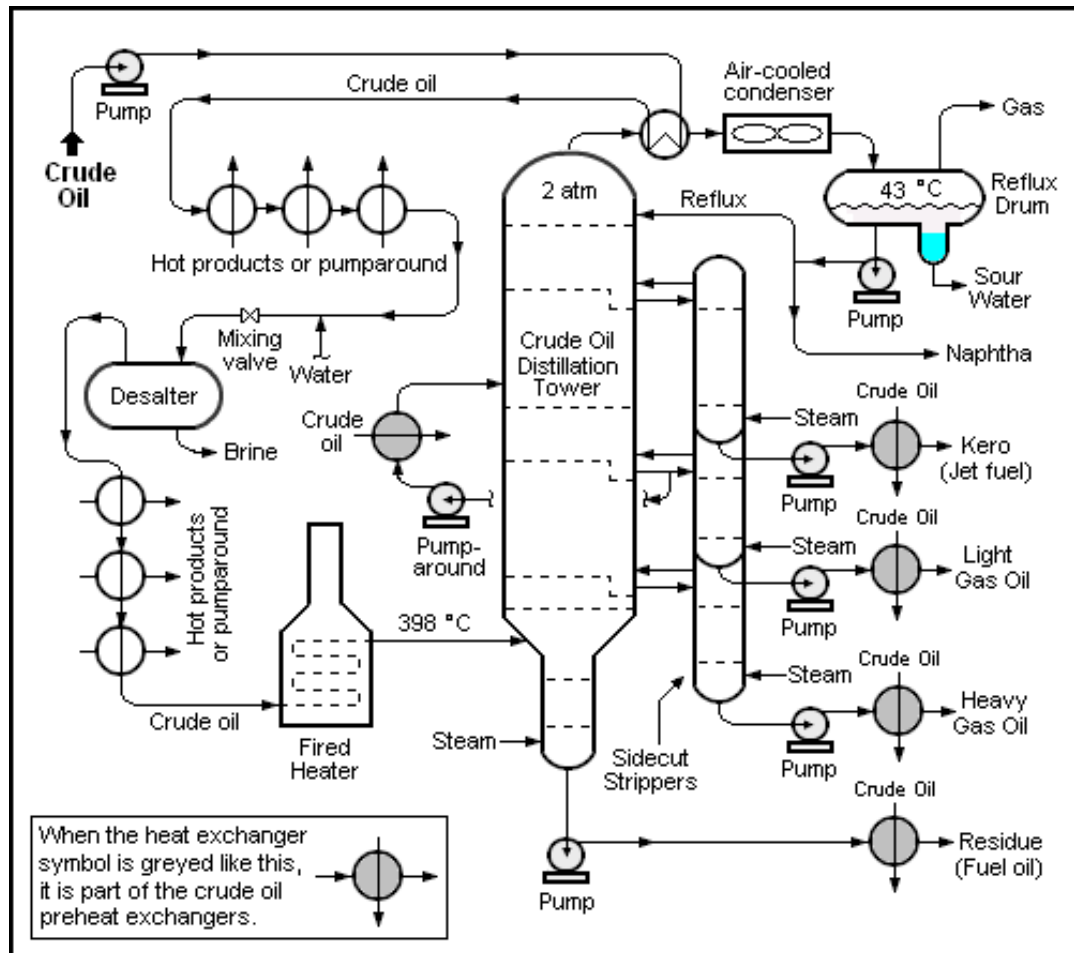 Pump
Crude oil
Crude
Oil
Air-cooled
condenser
Gas
2 atm
43 °C
Reflux
Drum
Reflux
Hot products or pumparound
Sour
Water
Pump
Mixing
valve
Water
Crude Oil
Distillation
Tower
Naphtha
Desalter
Brine
Crude
oil
Crude Oil
Steam
Kero
(Jet fuel)
Pump
Pump-
around
Hot products
or pumparound
Crude Oil
Steam
Light
Gas Oil
Pump
398 °C
Crude Oil
Steam
Heavy
Gas Oil
Pump
Crude oil
Fired
Heater
Steam
Sidecut
Strippers
Crude Oil
Residue
(Fuel oil)
Pump
When the heat exchanger
symbol is greyed like this,
it is part of the crude oil
preheat exchangers.